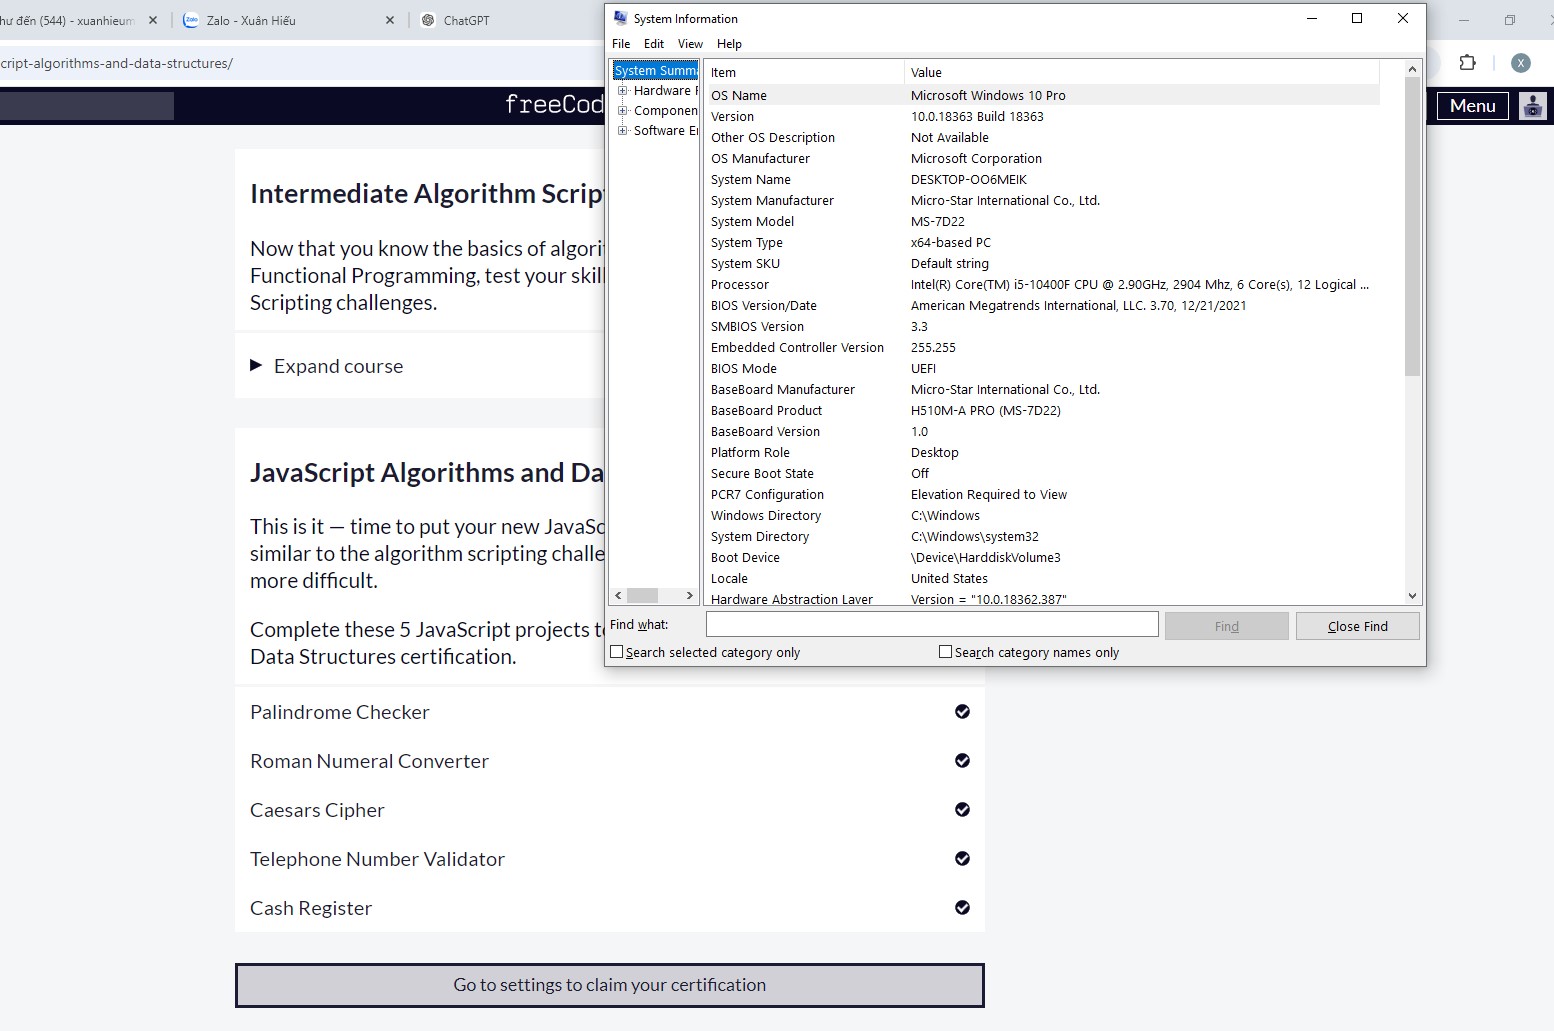 hư đến (544) - xuanhieum
Zalo - Xuân Hiếu
ChatGPT
cript-algorithms-and-data-structures/
X
freeCod
Menu
Intermediate Algorithm Scrip
Now that you know the basics of algori
Functional Programming, test your skill
Scripting challenges.
Expand course
JavaScript Algorithms and Da
This is it — time to put your new JavaSc
similar to the algorithm scripting challe
more difficult.
Complete these 5 JavaScript projects to
Data Structures certification.
Palindrome Checker
Roman Numeral Converter
Caesars Cipher
Telephone Number Validator
Cash Register
Go to settings to claim your certification
System Information
File Edit View Help
System Summa
Hardware R
Componen
Software En
Item Value
OS Name Microsoft Windows 10 Pro
Version 10.0.18363 Build 18363
Other OS Description Not Available
OS Manufacturer Microsoft Corporation
System Name DESKTOP-OO6MEIK
System Manufacturer Micro-Star International Co., Ltd.
System Model MS-7D22
System Type x64-based PC
System SKU Default string
Processor Intel(R) Core(TM) i5-10400F CPU @ 2.90GHz, 2904 Mhz, 6 Core(s), 12 Logical ...
BIOS Version/Date American Megatrends International, LLC. 3.70, 12/21/2021
SMBIOS Version 3.3
Embedded Controller Version 255.255
BIOS Mode UEFI
BaseBoard Manufacturer Micro-Star International Co., Ltd.
BaseBoard Product H510M-A PRO (MS-7D22)
BaseBoard Version 1.0
Platform Role Desktop
Secure Boot State Off
PCR7 Configuration Elevation Required to View
Windows Directory C:\Windows
System Directory C:\Windows\system32
Boot Device \Device\HarddiskVolume3
Locale United States
Hardware Abstraction Layer Version = "10.0.18362.387"
Find what:
Find
Close Find
Search selected category only
Search category names only